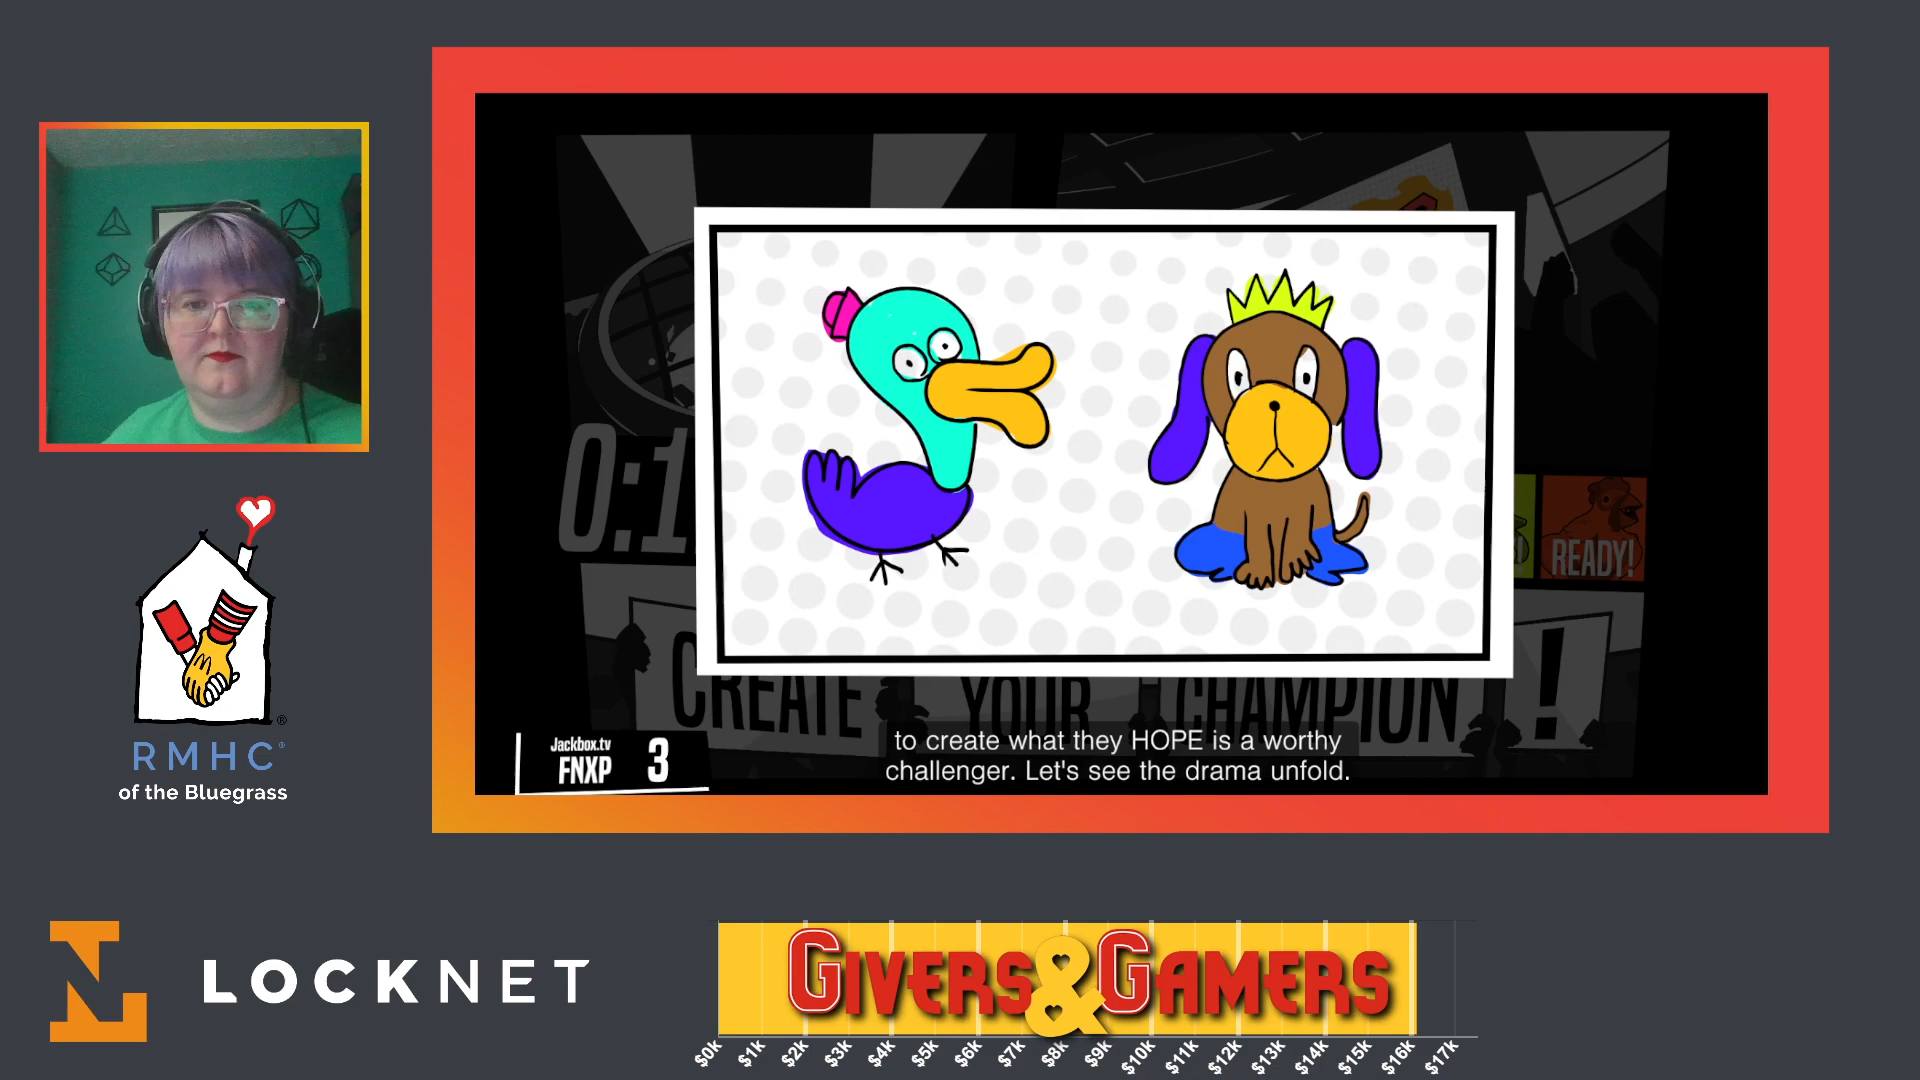 0:1
READY!
CREATE YOUR CHAMPION!
Jackbox.tv
FNXP
3
to create what they HOPE is a worthy
challenger. Let's see the drama unfold.
RMHC®
of the Bluegrass
LOCKNET
GIVERS & GAMERS
$0k $1k $2k $3k $4k $5k $6k $7k $8k $9k $10k $11k $12k $13k $14k $15k $16k $17k